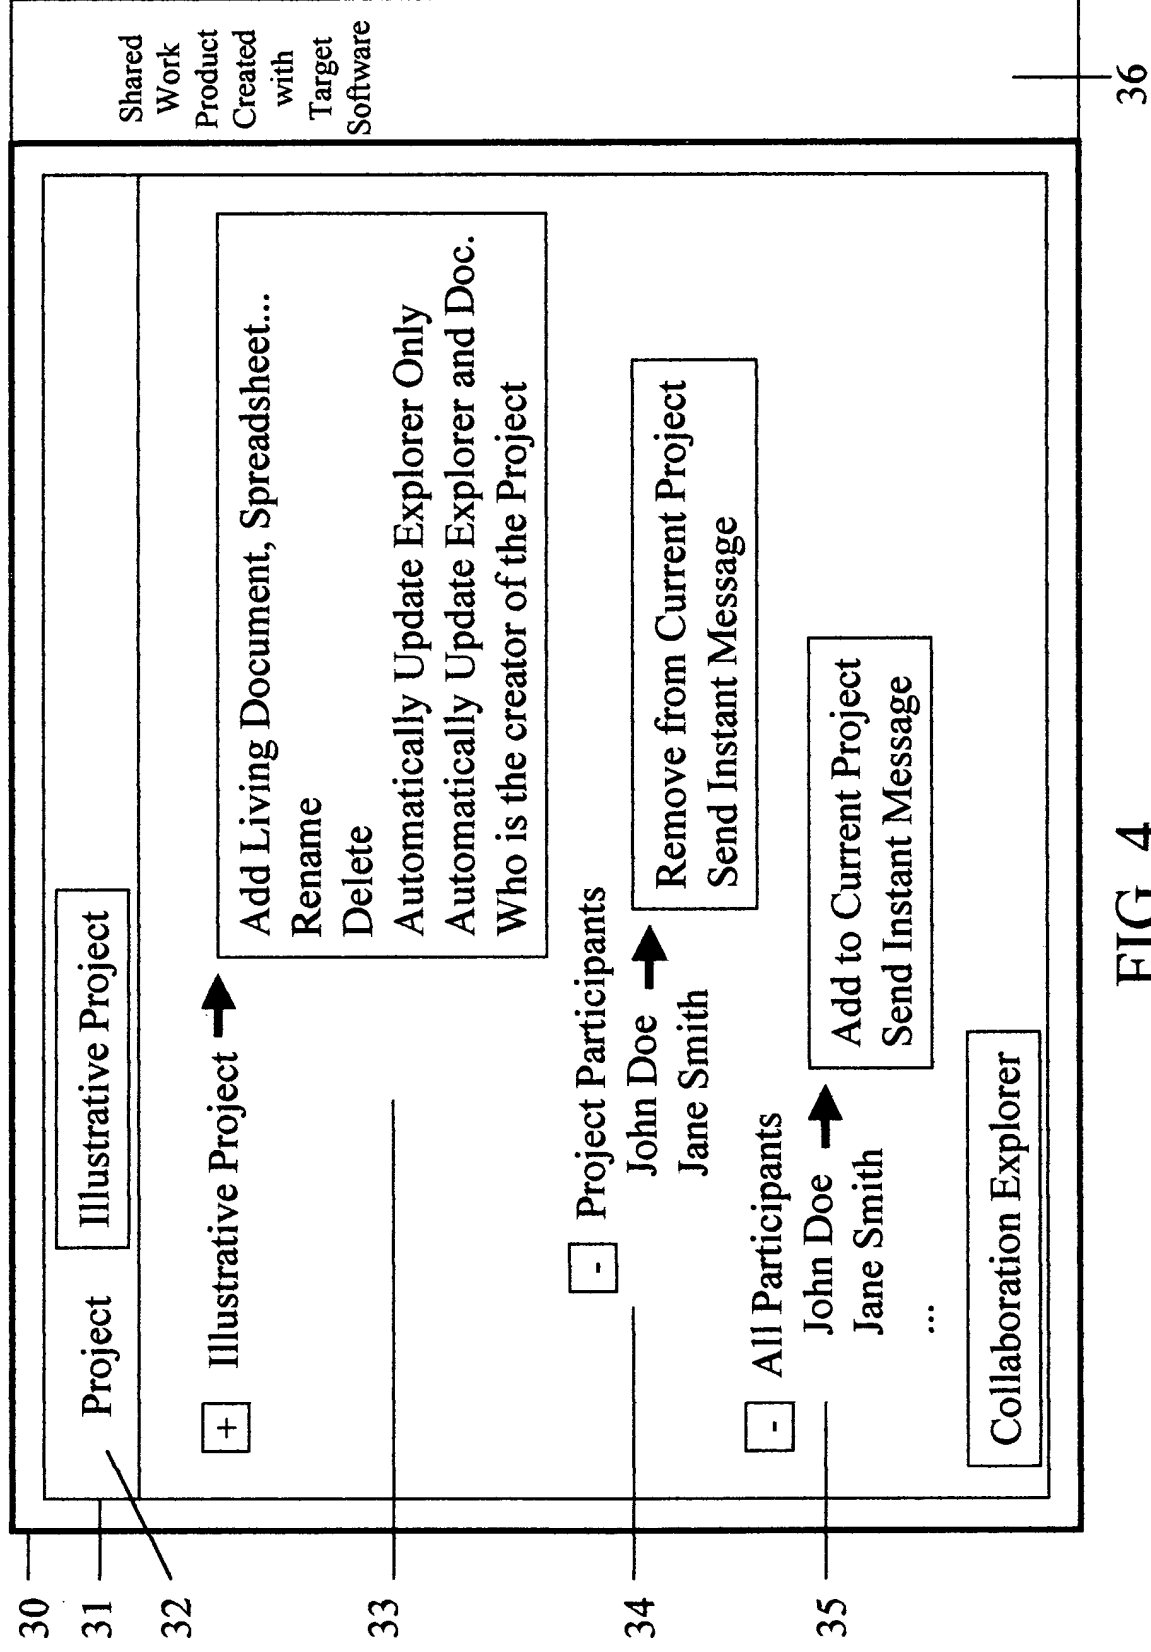 30
31
32
33
34
35
Project
Illustrative Project
+
Illustrative Project
Add Living Document, Spreadsheet...
Rename
Delete
Automatically Update Explorer Only
Automatically Update Explorer and Doc.
Who is the creator of the Project
-
Project Participants
John Doe
Jane Smith
Remove from Current Project
Send Instant Message
-
All Participants
John Doe
Jane Smith
...
Add to Current Project
Send Instant Message
Collaboration Explorer
Shared
Work
Product
Created
with
Target
Software
36
FIG. 4